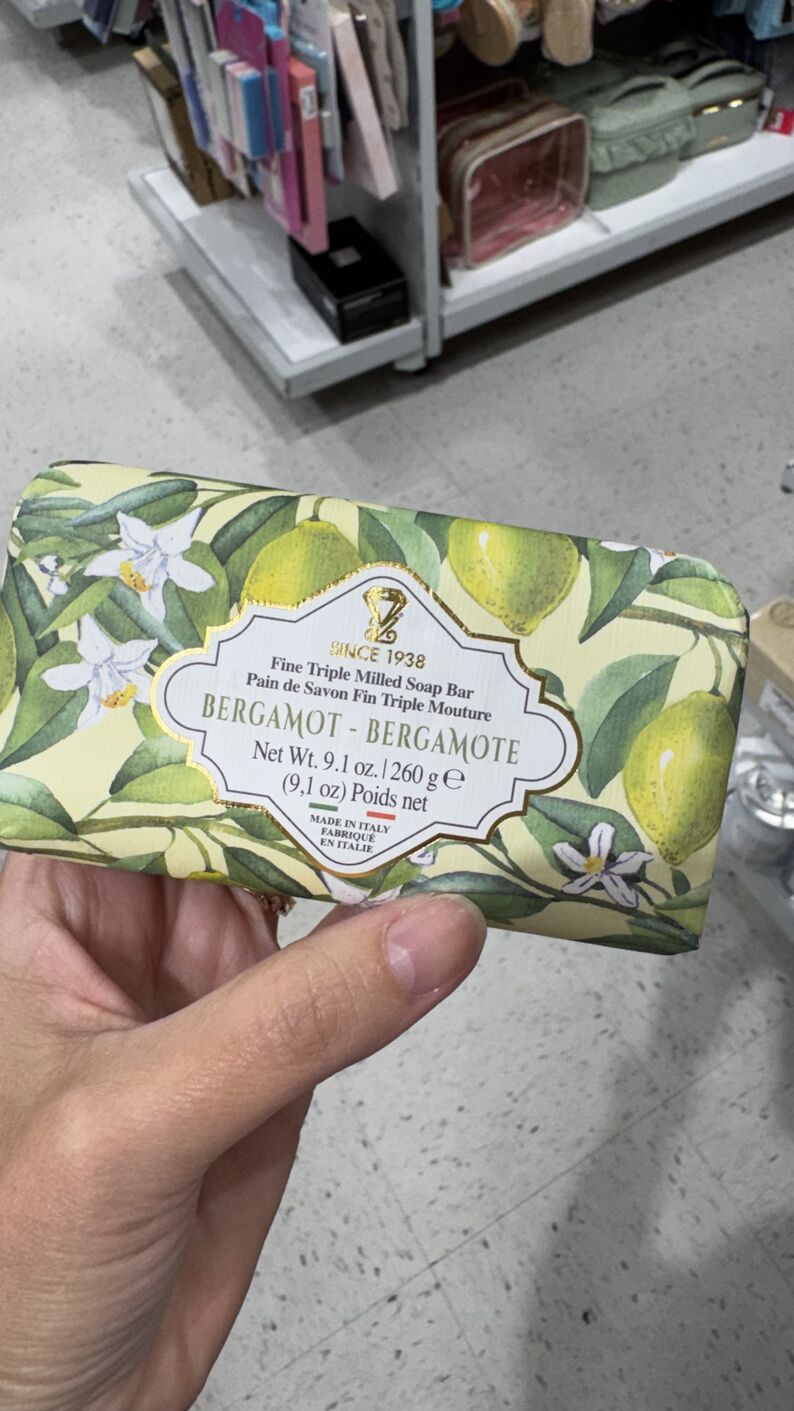 SINCE 1938
Fine Triple Milled Soap Bar
Pain de Savon Fin Triple Mouture
BERGAMOT - BERGAMOTE
Net Wt. 9.1 oz. | 260 g ℮
(9,1 oz) Poids net
MADE IN ITALY
FABRIQUÉ
EN ITALIE